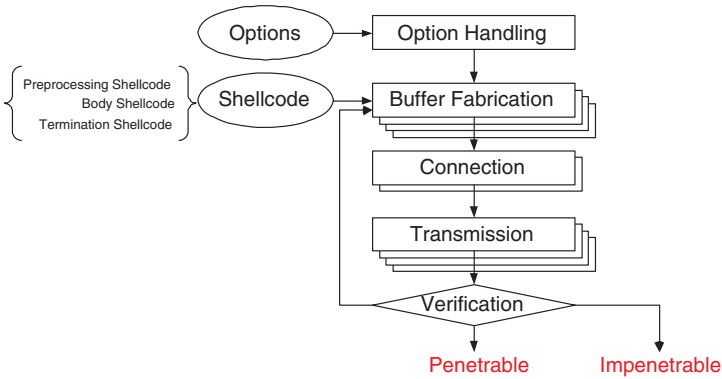 Options
Option Handling
Preprocessing Shellcode
Body Shellcode
Termination Shellcode
Shellcode
Buffer Fabrication
Connection
Transmission
Verification
Penetrable
Impenetrable